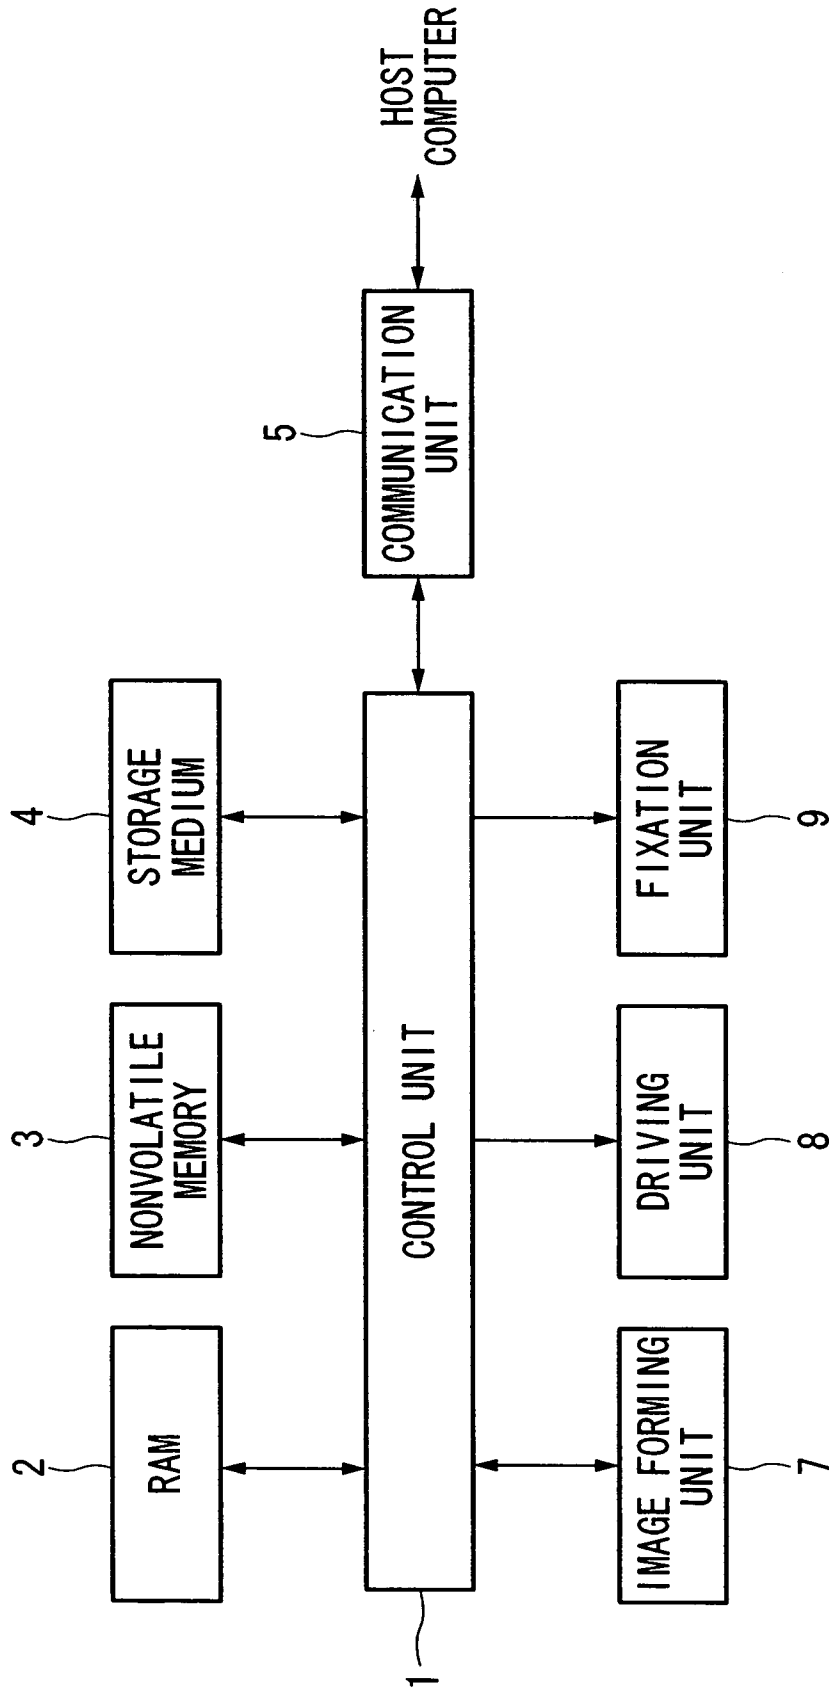 2
3
4
RAM
NONVOLATILE
MEMORY
STORAGE
MEDIUM
5
1
CONTROL UNIT
COMMUNICATION
UNIT
HOST
COMPUTER
IMAGE FORMING
UNIT
DRIVING
UNIT
FIXATION
UNIT
7
8
9